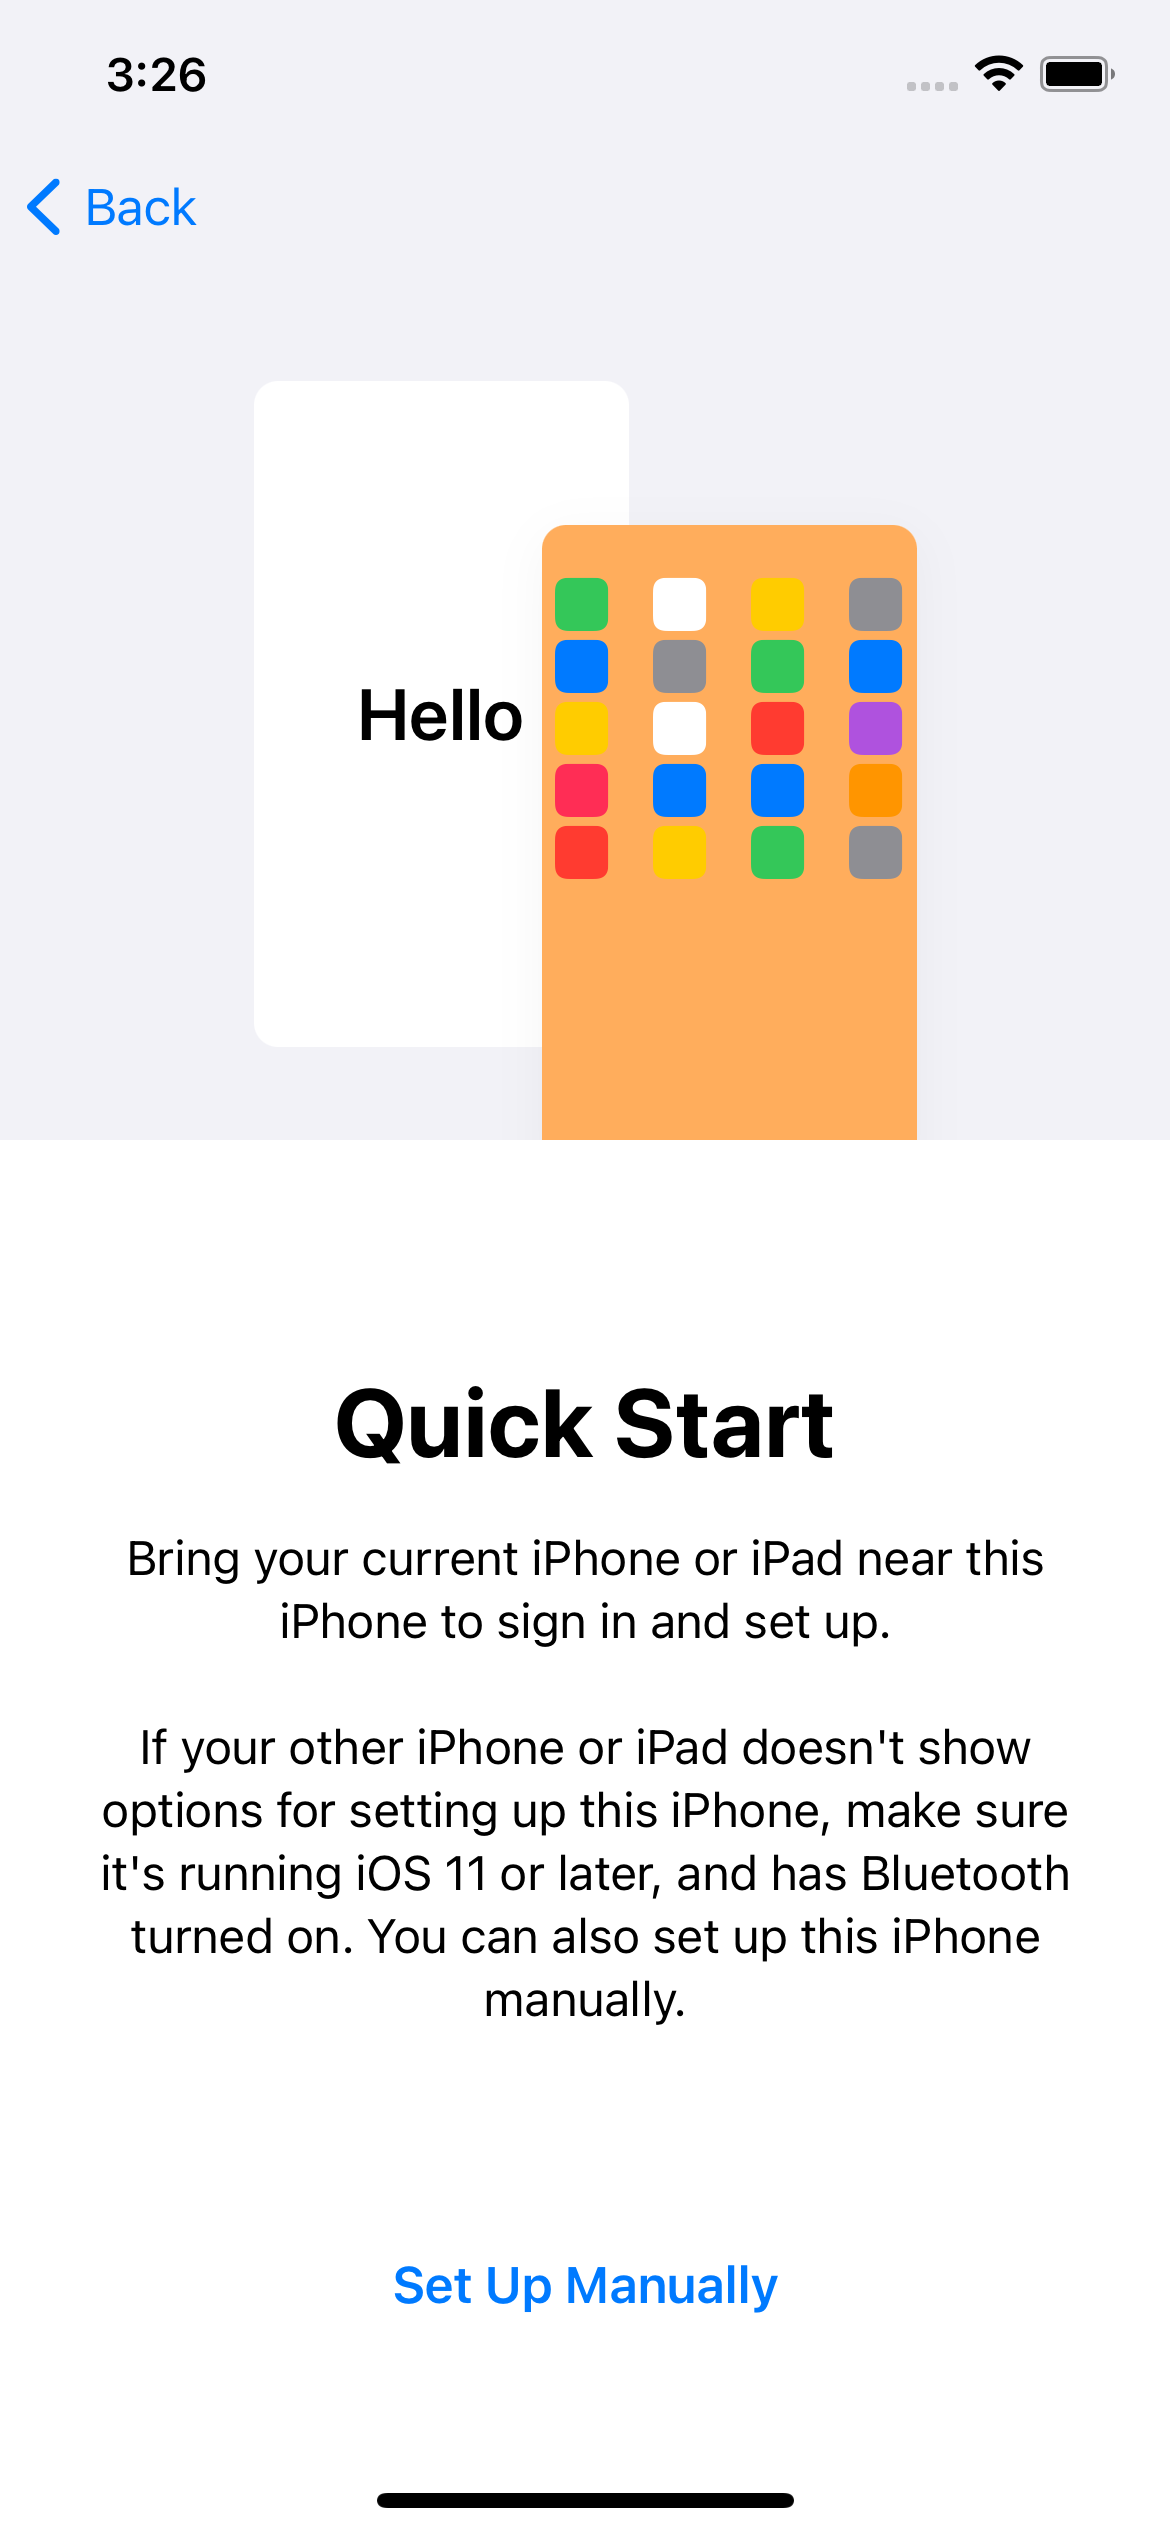 3:26
Back
Hello
Quick Start
Bring your current iPhone or iPad near this
iPhone to sign in and set up.
If your other iPhone or iPad doesn't show
options for setting up this iPhone, make sure
it's running iOS 11 or later, and has Bluetooth
turned on. You can also set up this iPhone
manually.
Set Up Manually